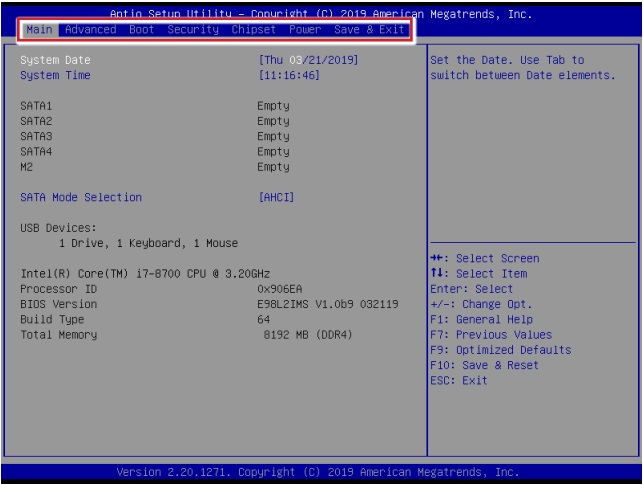 Aptio Setup Utility – Copyright (C) 2019 American Megatrends, Inc.
Main Advanced Boot Security Chipset Power Save & Exit
System Date [Thu 03/21/2019]
System Time [11:16:46]
SATA1 Empty
SATA2 Empty
SATA3 Empty
SATA4 Empty
M2 Empty
SATA Mode Selection [AHCI]
USB Devices:
1 Drive, 1 Keyboard, 1 Mouse
Intel(R) Core(TM) i7-8700 CPU @ 3.20GHz
Processor ID 0x906EA
BIOS Version E98L2IMS V1.0b9 032119
Build Type 64
Total Memory 8192 MB (DDR4)
Set the Date. Use Tab to
switch between Date elements.
→←: Select Screen
↑↓: Select Item
Enter: Select
+/-: Change Opt.
F1: General Help
F7: Previous Values
F9: Optimized Defaults
F10: Save & Reset
ESC: Exit
Version 2.20.1271. Copyright (C) 2019 American Megatrends, Inc.